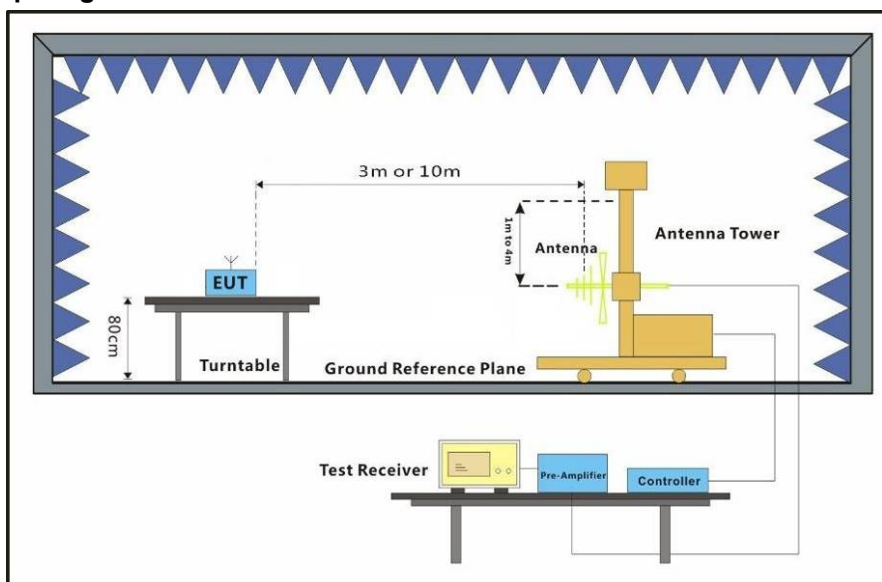 3m or 10m
1m to 4m
Antenna
Antenna Tower
EUT
80cm
Turntable
Ground Reference Plane
Test Receiver
Pre-Amplifier
Controller